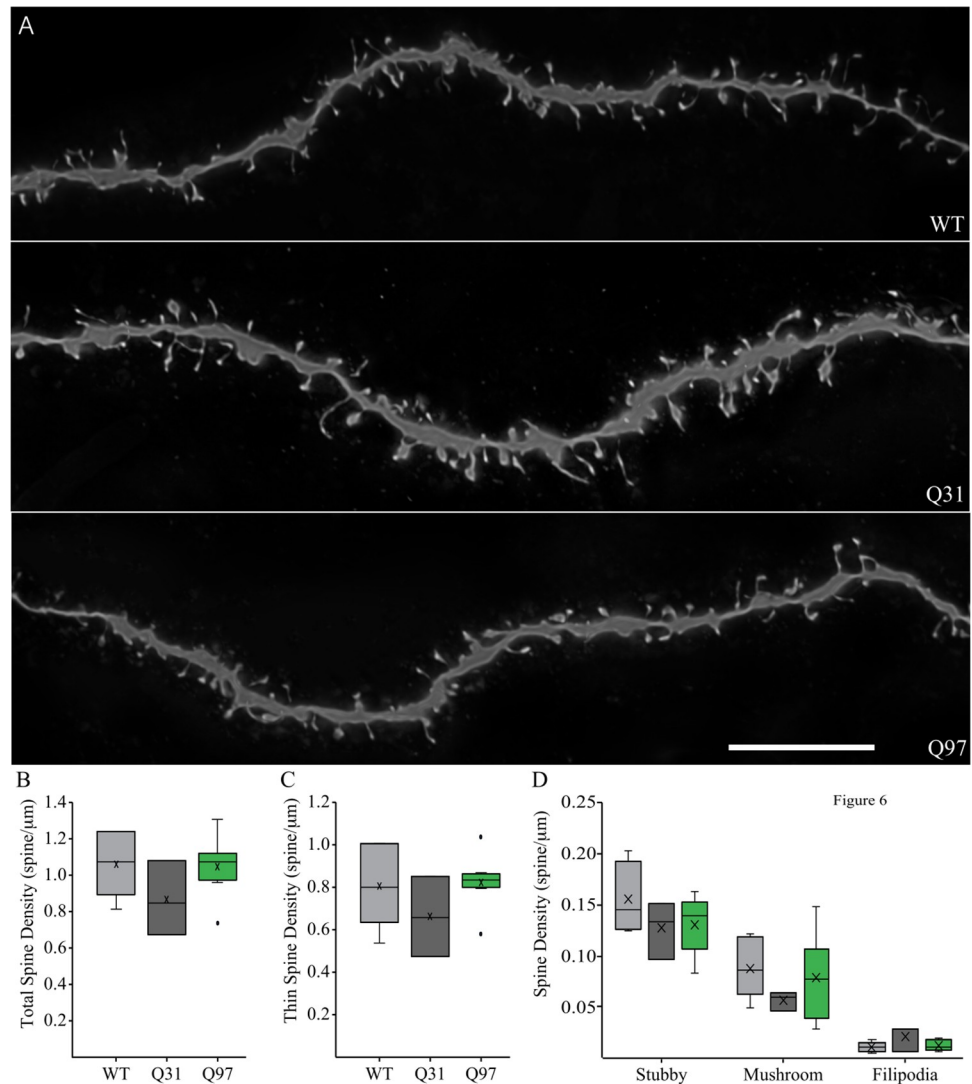 A
WT
Q31
Q97
B
Total Spine Density (spine/μm)
1.4
1.2
1.0
0.8
0.6
0.4
0.2
WT Q31 Q97
C
Thin Spine Density (spine/μm)
1.2
1.0
0.8
0.6
0.4
0.2
WT Q31 Q97
D
Figure 6
Spine Density (spine/μm)
0.25
0.20
0.15
0.10
0.05
Stubby Mushroom Filipodia